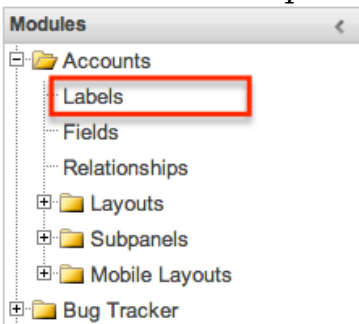 Modules <
Accounts
Labels
Fields
Relationships
Layouts
Subpanels
Mobile Layouts
Bug Tracker